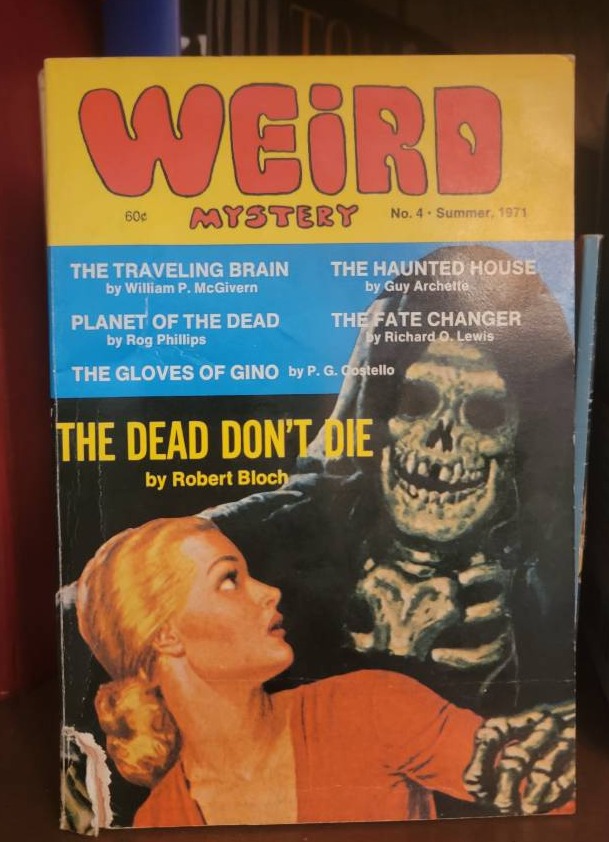 WEiRD
60¢ MYSTERY No. 4 • Summer, 1971
THE TRAVELING BRAIN
by William P. McGivern
THE HAUNTED HOUSE
by Guy Archette
PLANET OF THE DEAD
by Rog Phillips
THE FATE CHANGER
by Richard O. Lewis
THE GLOVES OF GINO by P. G. Costello
THE DEAD DON'T DIE
by Robert Bloch